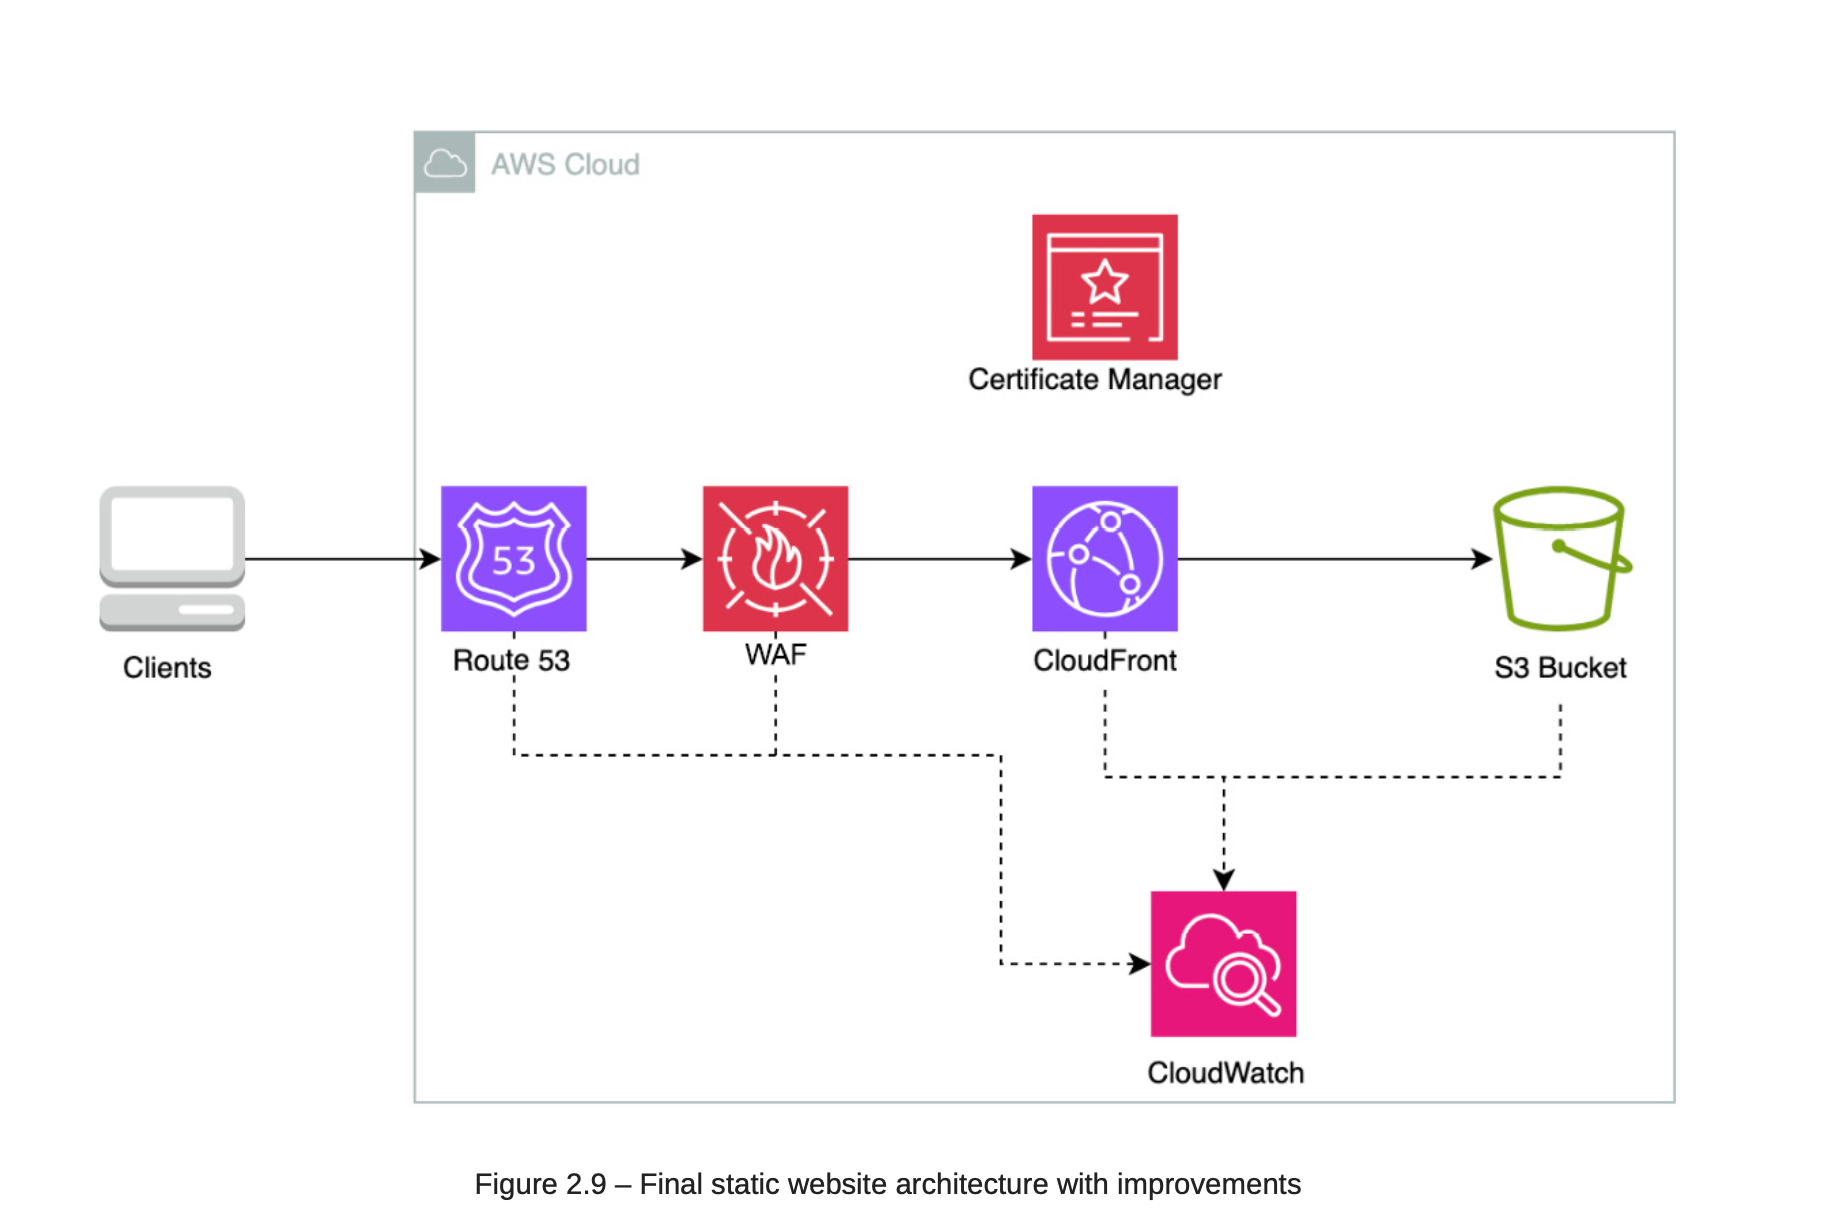 AWS Cloud
Certificate Manager
53
Clients
Route 53
WAF
CloudFront
S3 Bucket
CloudWatch
Figure 2.9 – Final static website architecture with improvements